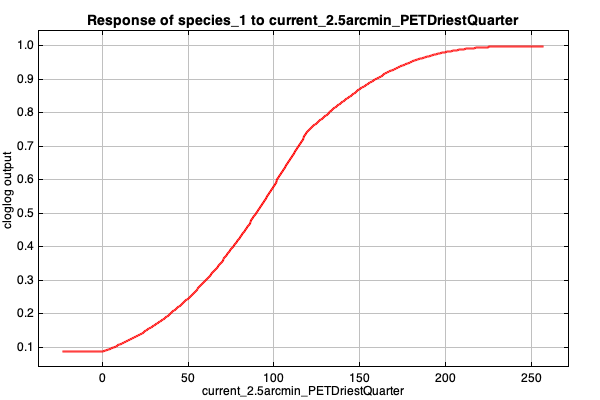 Response of species_1 to current_2.5arcmin_PETDriestQuarter
cloglog output
1.0
0.9
0.8
0.7
0.6
0.5
0.4
0.3
0.2
0.1
0 50 100 150 200 250
current_2.5arcmin_PETDriestQuarter